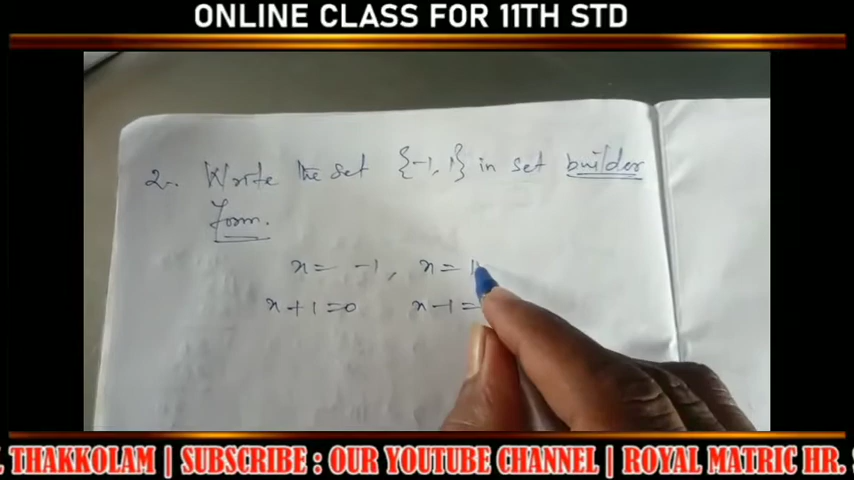 ONLINE CLASS FOR 11TH STD
2. Write the set {-1, 1} in set builder
form.
x = -1, x = 1
x+1=0 x-1=
. THAKKOLAM | SUBSCRIBE : OUR YOUTUBE CHANNEL | ROYAL MATRIC HR. S